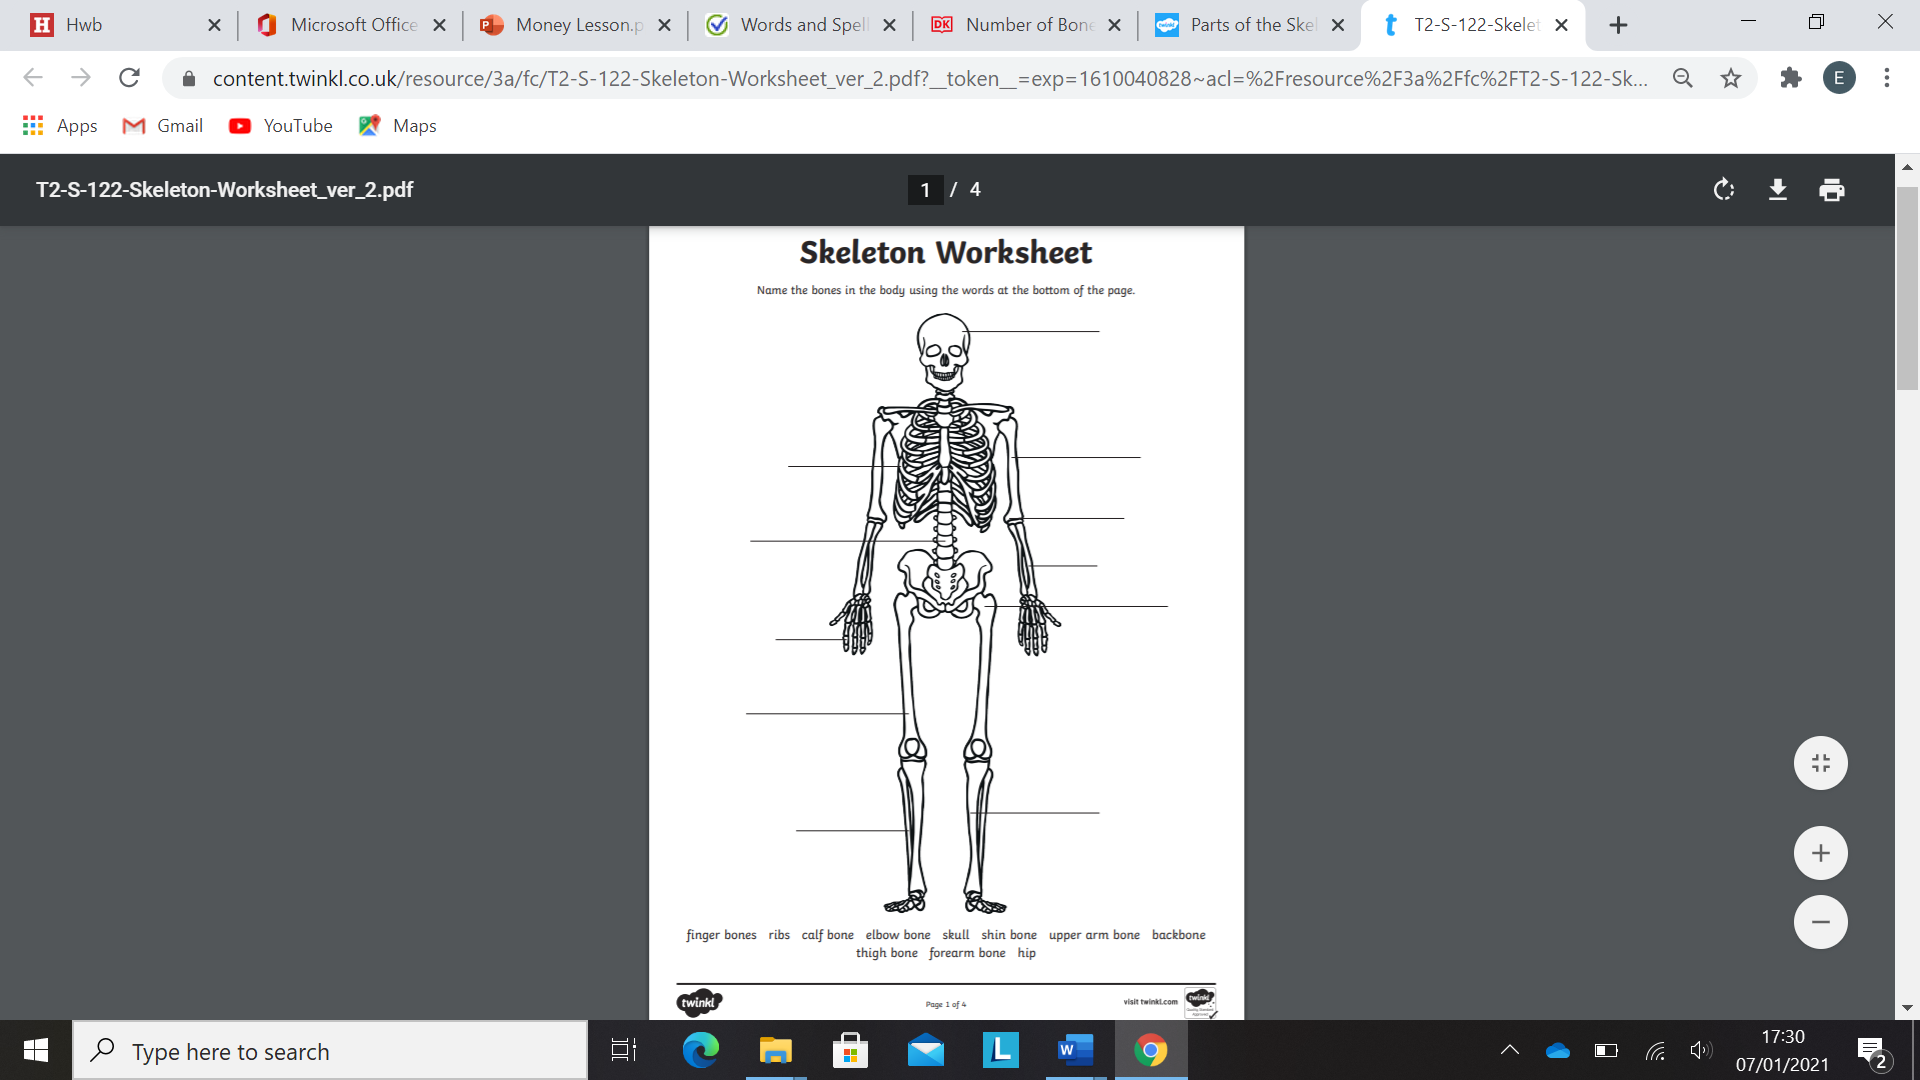 Hwb
Microsoft Office
Money Lesson.p
Words and Spell
DK
Number of Bone
Parts of the Skel
T2-S-122-Skelet
content.twinkl.co.uk/resource/3a/fc/T2-S-122-Skeleton-Worksheet_ver_2.pdf?__token__=exp=1610040828~acl=%2Fresource%2F3a%2Ffc%2FT2-S-122-Sk...
E
Apps
Gmail
YouTube
Maps
T2-S-122-Skeleton-Worksheet_ver_2.pdf
1 / 4
Skeleton Worksheet
Name the bones in the body using the words at the bottom of the page.
finger bones ribs calf bone elbow bone skull shin bone upper arm bone backbone
thigh bone forearm bone hip
twinkl
Page 1 of 4
visit twinkl.com
twinkl
Type here to search
L
W
17:30
07/01/2021
2